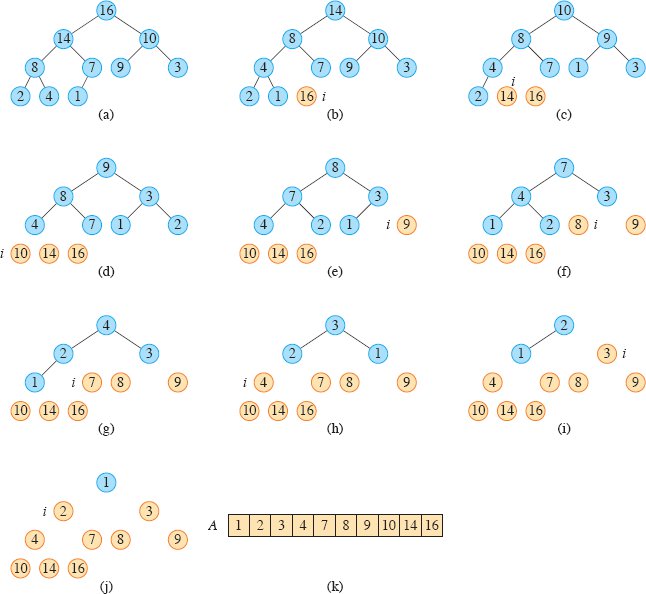 16 14 10
14 10 8 10 8 9
8 7 9 3 4 7 9 3 4 7 1 3
2 4 1 2 1 16 i 2 14 i 16
(a) (b) (c)
9 8 7
8 3 7 3 4 3
4 7 1 2 4 2 1 i 9 1 2 8 i 9
i 10 14 16 10 14 16 10 14 16
(d) (e) (f)
4 3 2
2 3 2 1 1 3 i
1 i 7 8 9 i 4 7 8 9 4 7 8 9
10 14 16 10 14 16 10 14 16
(g) (h) (i)
1
i 2 3
A 1 2 3 4 7 8 9 10 14 16
4 7 8 9
10 14 16
(j) (k)